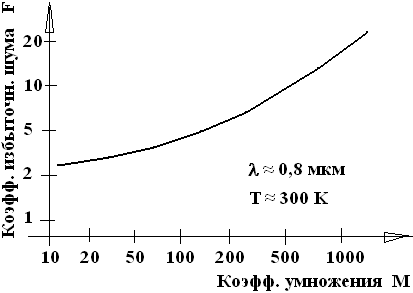 Коэфф. избыточн. шума F
20
10
5
2
1
λ ≈ 0,8 мкм
T ≈ 300 K
10 20 50 100 200 500 1000
Коэфф. умножения M